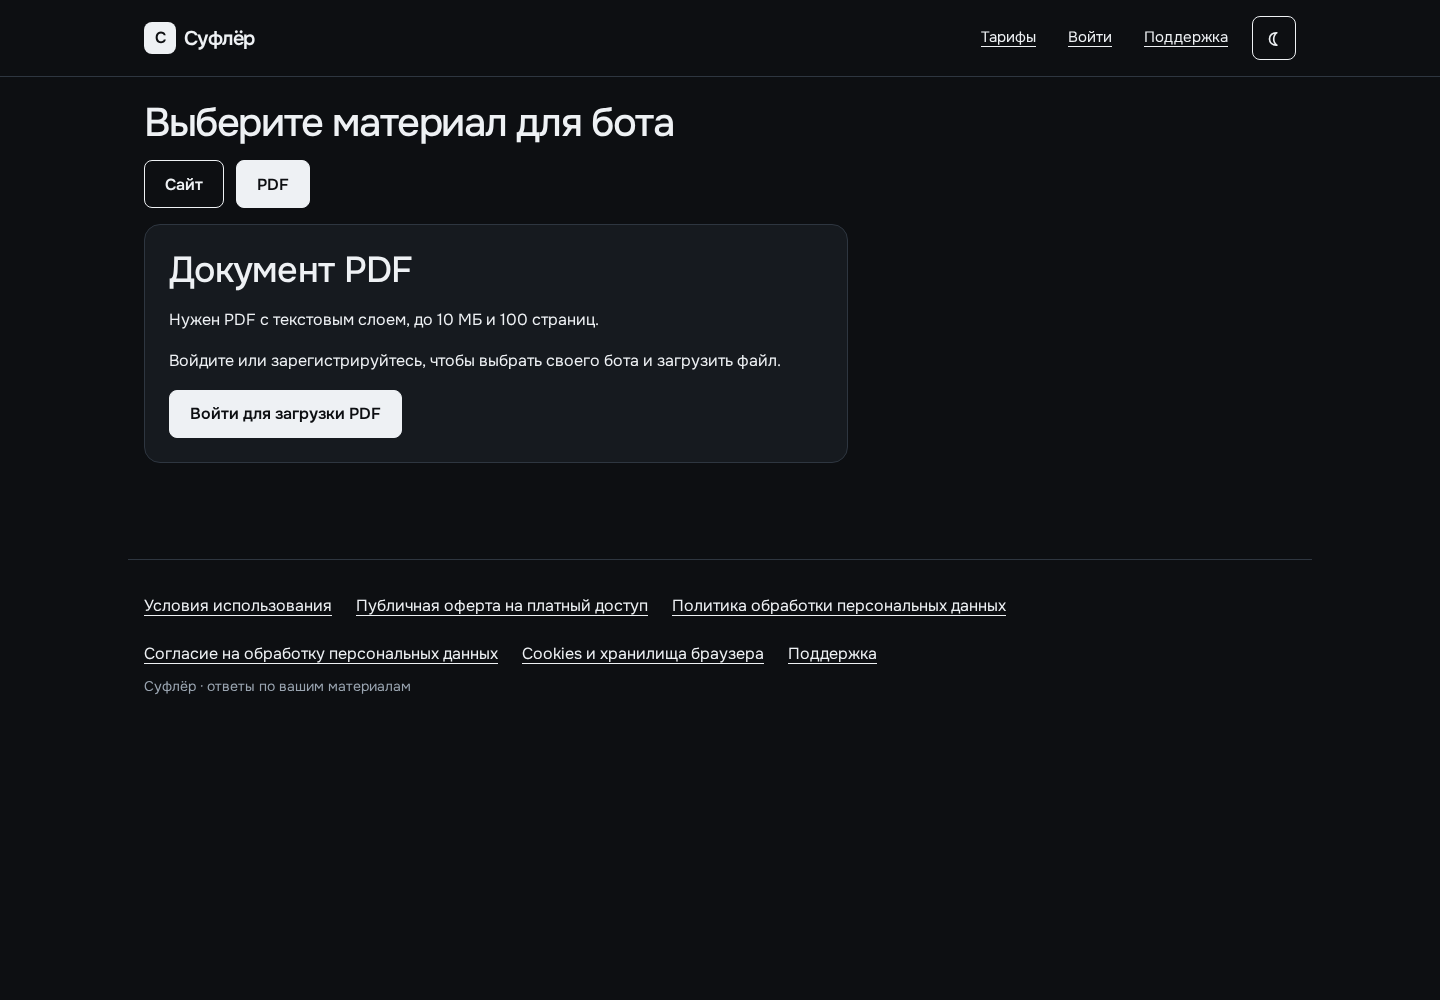 С Суфлёр
Тарифы Войти Поддержка
Выберите материал для бота
Сайт PDF
Документ PDF
Нужен PDF с текстовым слоем, до 10 МБ и 100 страниц.
Войдите или зарегистрируйтесь, чтобы выбрать своего бота и загрузить файл.
Войти для загрузки PDF
Условия использования Публичная оферта на платный доступ Политика обработки персональных данных
Согласие на обработку персональных данных Cookies и хранилища браузера Поддержка
Суфлёр · ответы по вашим материалам